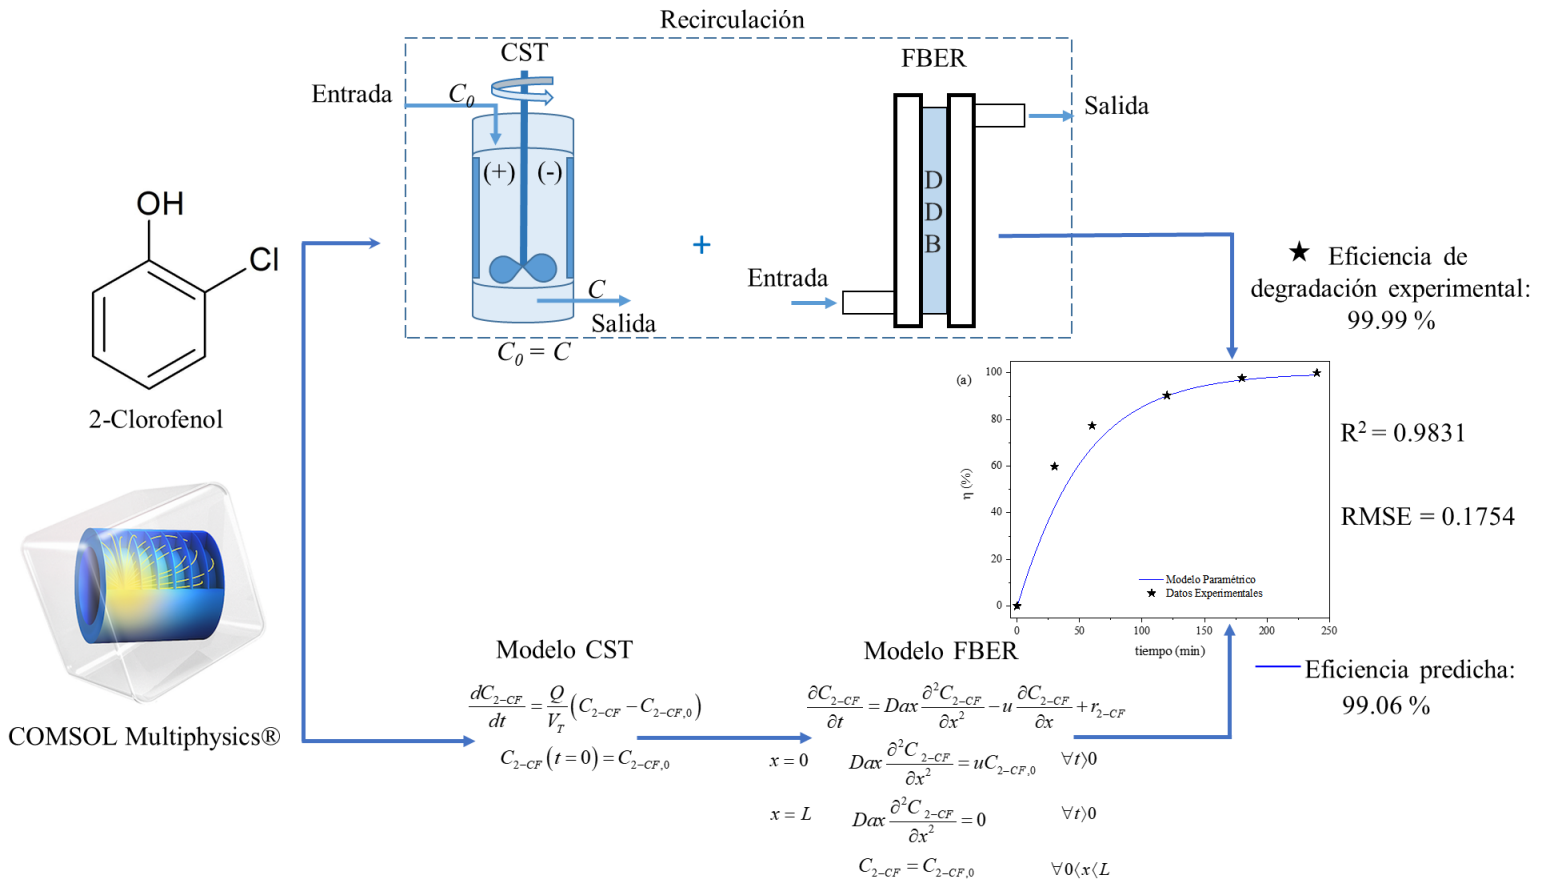 Recirculación
CST
FBER
Entrada
C₀
Salida
(+) (-)
D
D
B
OH
Cl
+
Entrada
C
Salida
C₀ = C
2-Clorofenol
★ Eficiencia de
degradación experimental:
99.99 %
(a)
100
80
60
40
20
0
η (%)
0 50 100 150 200 250
tiempo (min)
Modelo Paramétrico
★ Datos Experimentales
R² = 0.9831
RMSE = 0.1754
Eficiencia predicha:
99.06 %
COMSOL Multiphysics®
Modelo CST
dC₂₋CF/dt = Q/V_T (C₂₋CF − C₂₋CF,₀)
C₂₋CF (t = 0) = C₂₋CF,₀
Modelo FBER
∂C₂₋CF/∂t = Dax ∂²C₂₋CF/∂x² − u ∂C₂₋CF/∂x + r₂₋CF
x = 0 Dax ∂²C₂₋CF/∂x² = uC₂₋CF,₀ ∀t⟩0
x = L Dax ∂²C₂₋CF/∂x² = 0 ∀t⟩0
C₂₋CF = C₂₋CF,₀ ∀0⟨x⟨L